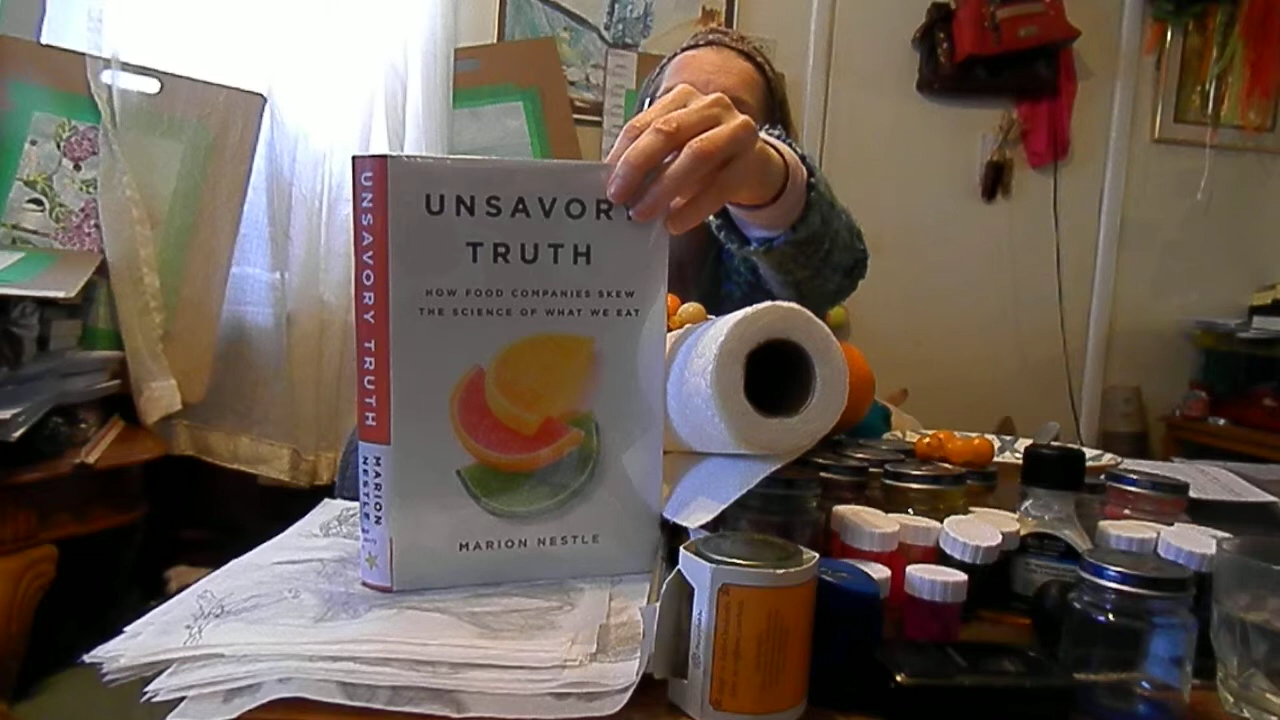 UNSAVORY
TRUTH
HOW FOOD COMPANIES SKEW
THE SCIENCE OF WHAT WE EAT
MARION NESTLE
UNSAVORY TRUTH
MARION
NESTLE